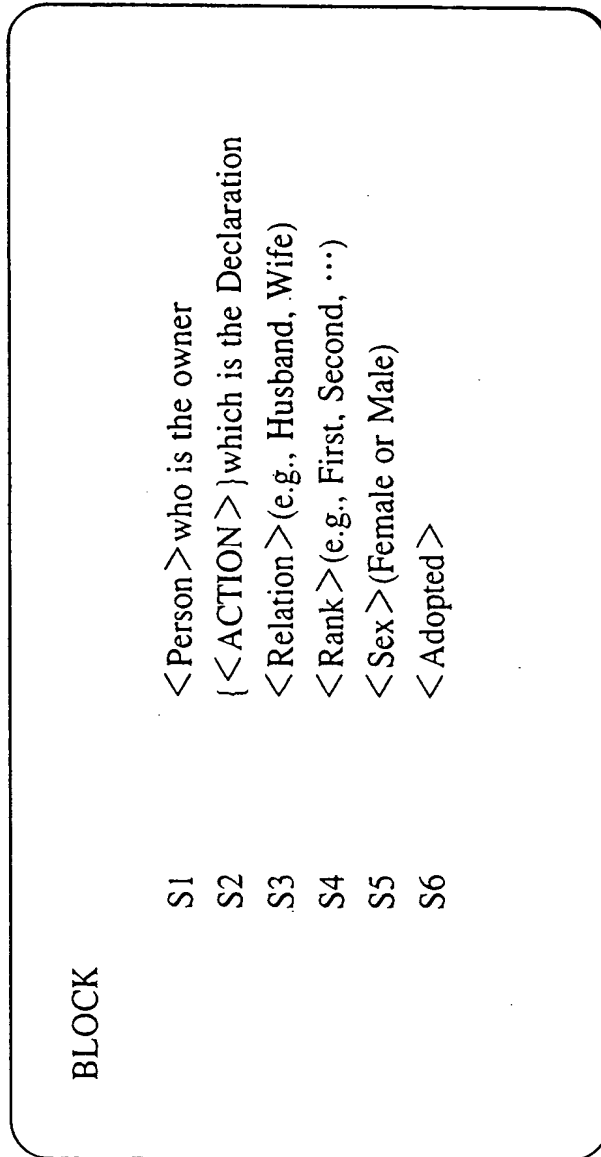 BLOCK
S1 <Person>who is the owner
S2 {<ACTION>}which is the Declaration
S3 <Relation>(e.g., Husband, Wife)
S4 <Rank>(e.g., First, Second, ⋯)
S5 <Sex>(Female or Male)
S6 <Adopted>